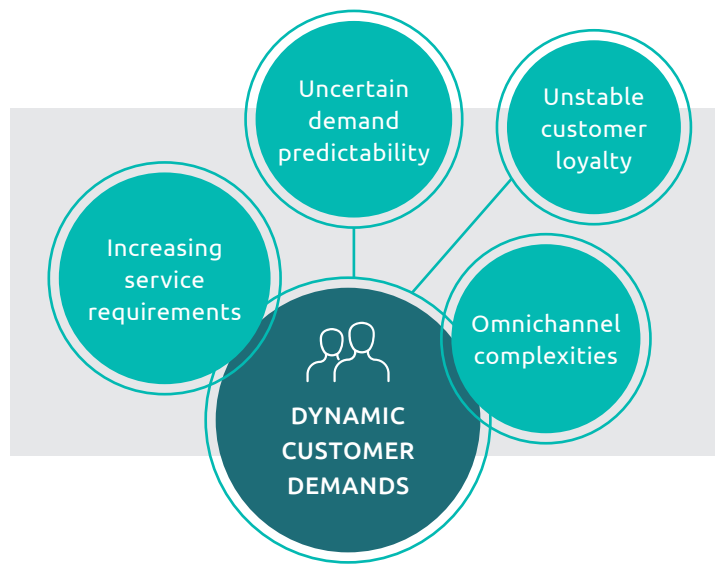 Uncertain
demand
predictability
Unstable
customer
loyalty
Increasing
service
requirements
Omnichannel
complexities
DYNAMIC
CUSTOMER
DEMANDS